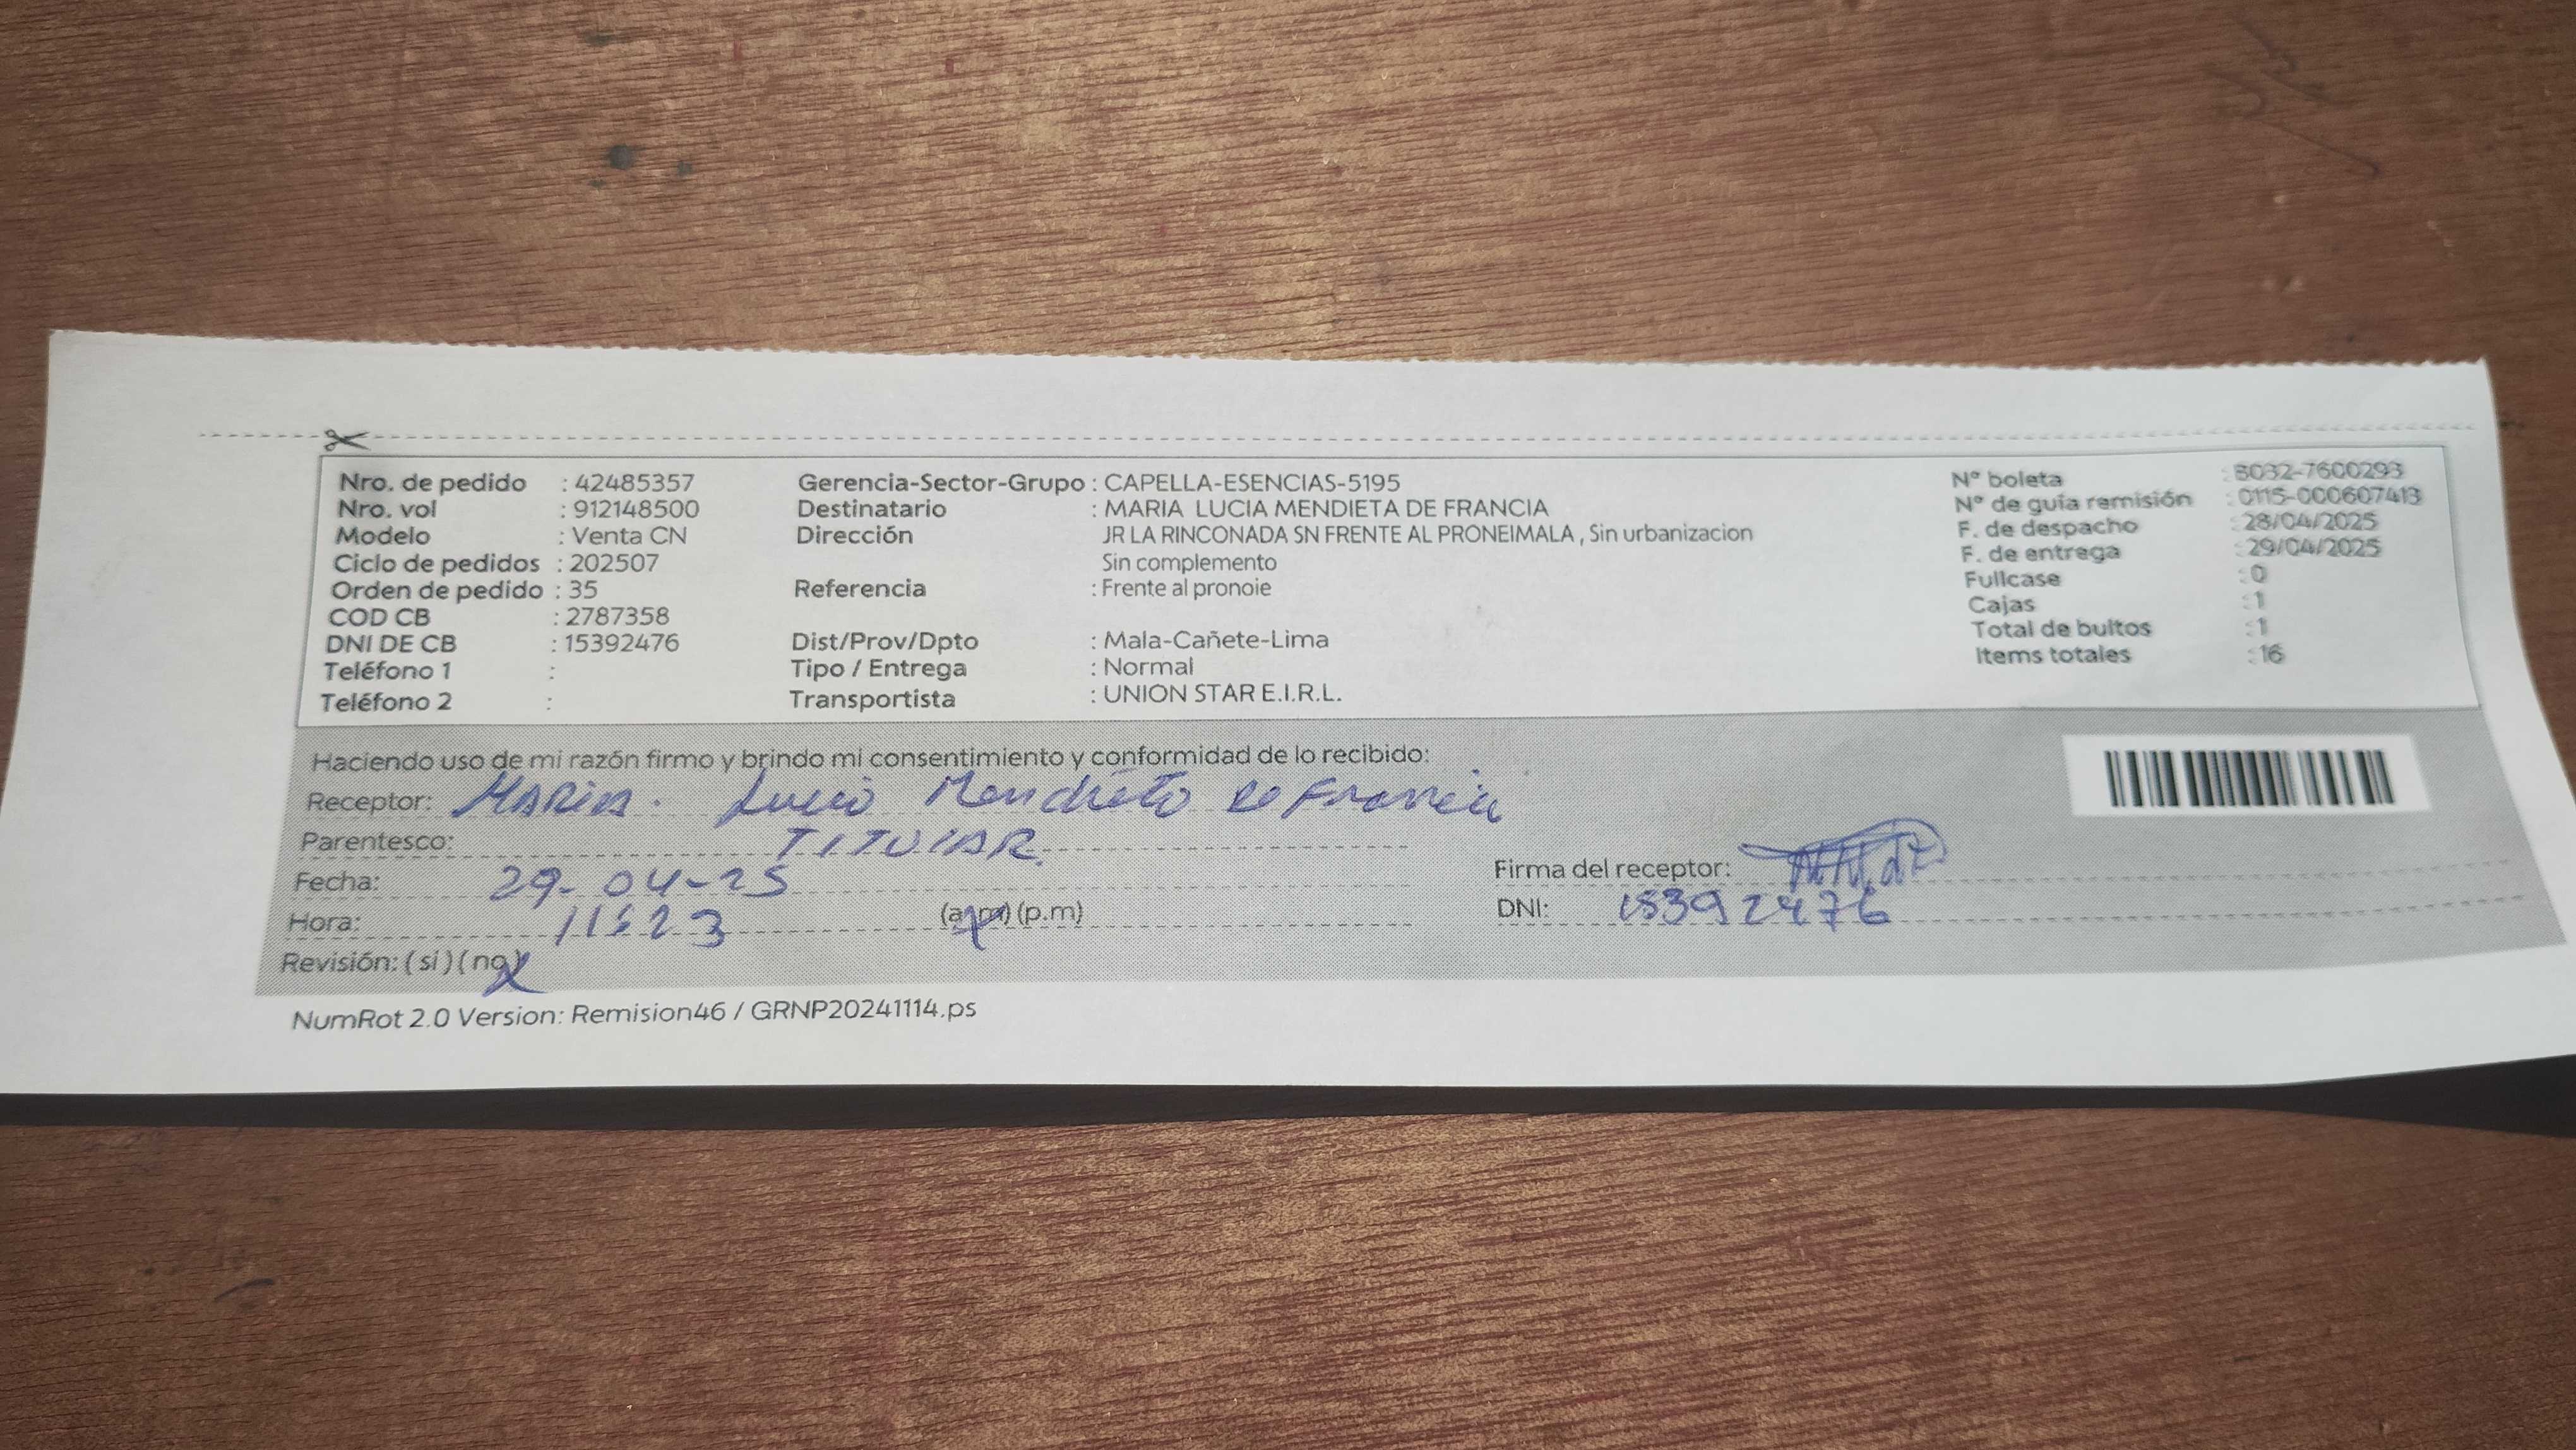 Nro. de pedido : 42485357 Gerencia-Sector-Grupo : CAPELLA-ESENCIAS-5195 Nº boleta : B032-7600293
Nro. vol : 912148500 Destinatario : MARIA LUCIA MENDIETA DE FRANCIA Nº de guía remisión : 0115-000607413
Modelo : Venta CN Dirección JR LA RINCONADA SN FRENTE AL PRONEIMALA , Sin urbanizacion F. de despacho : 28/04/2025
Ciclo de pedidos : 202507 Sin complemento F. de entrega : 29/04/2025
Orden de pedido : 35 Referencia : Frente al pronoie Fullcase : 0
COD CB : 2787358 Cajas : 1
DNI DE CB : 15392476 Dist/Prov/Dpto : Mala-Cañete-Lima Total de bultos : 1
Teléfono 1 : Tipo / Entrega : Normal Items totales : 16
Teléfono 2 : Transportista : UNION STAR E.I.R.L.
Haciendo uso de mi razón firmo y brindo mi consentimiento y conformidad de lo recibido:
Receptor: MARIA. Lucia Mendieta de Francia
Parentesco: TITULAR
Fecha: 29-04-25 Firma del receptor:
Hora: 11:23 (a.m) (p.m) DNI: 15392476
Revisión: ( si ) ( no )
NumRot 2.0 Version: Remision46 / GRNP20241114.ps